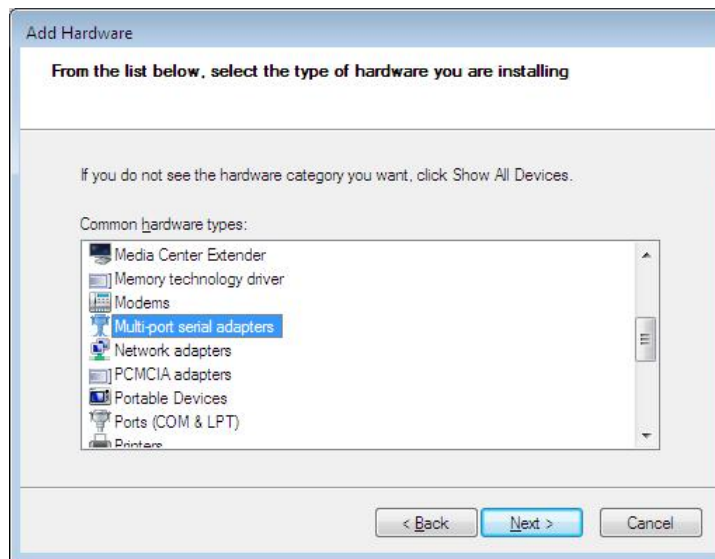 Add Hardware
From the list below, select the type of hardware you are installing
If you do not see the hardware category you want, click Show All Devices.
Common hardware types:
Media Center Extender
Memory technology driver
Modems
Multi-port serial adapters
Network adapters
PCMCIA adapters
Portable Devices
Ports (COM & LPT)
Printers
< Back Next > Cancel